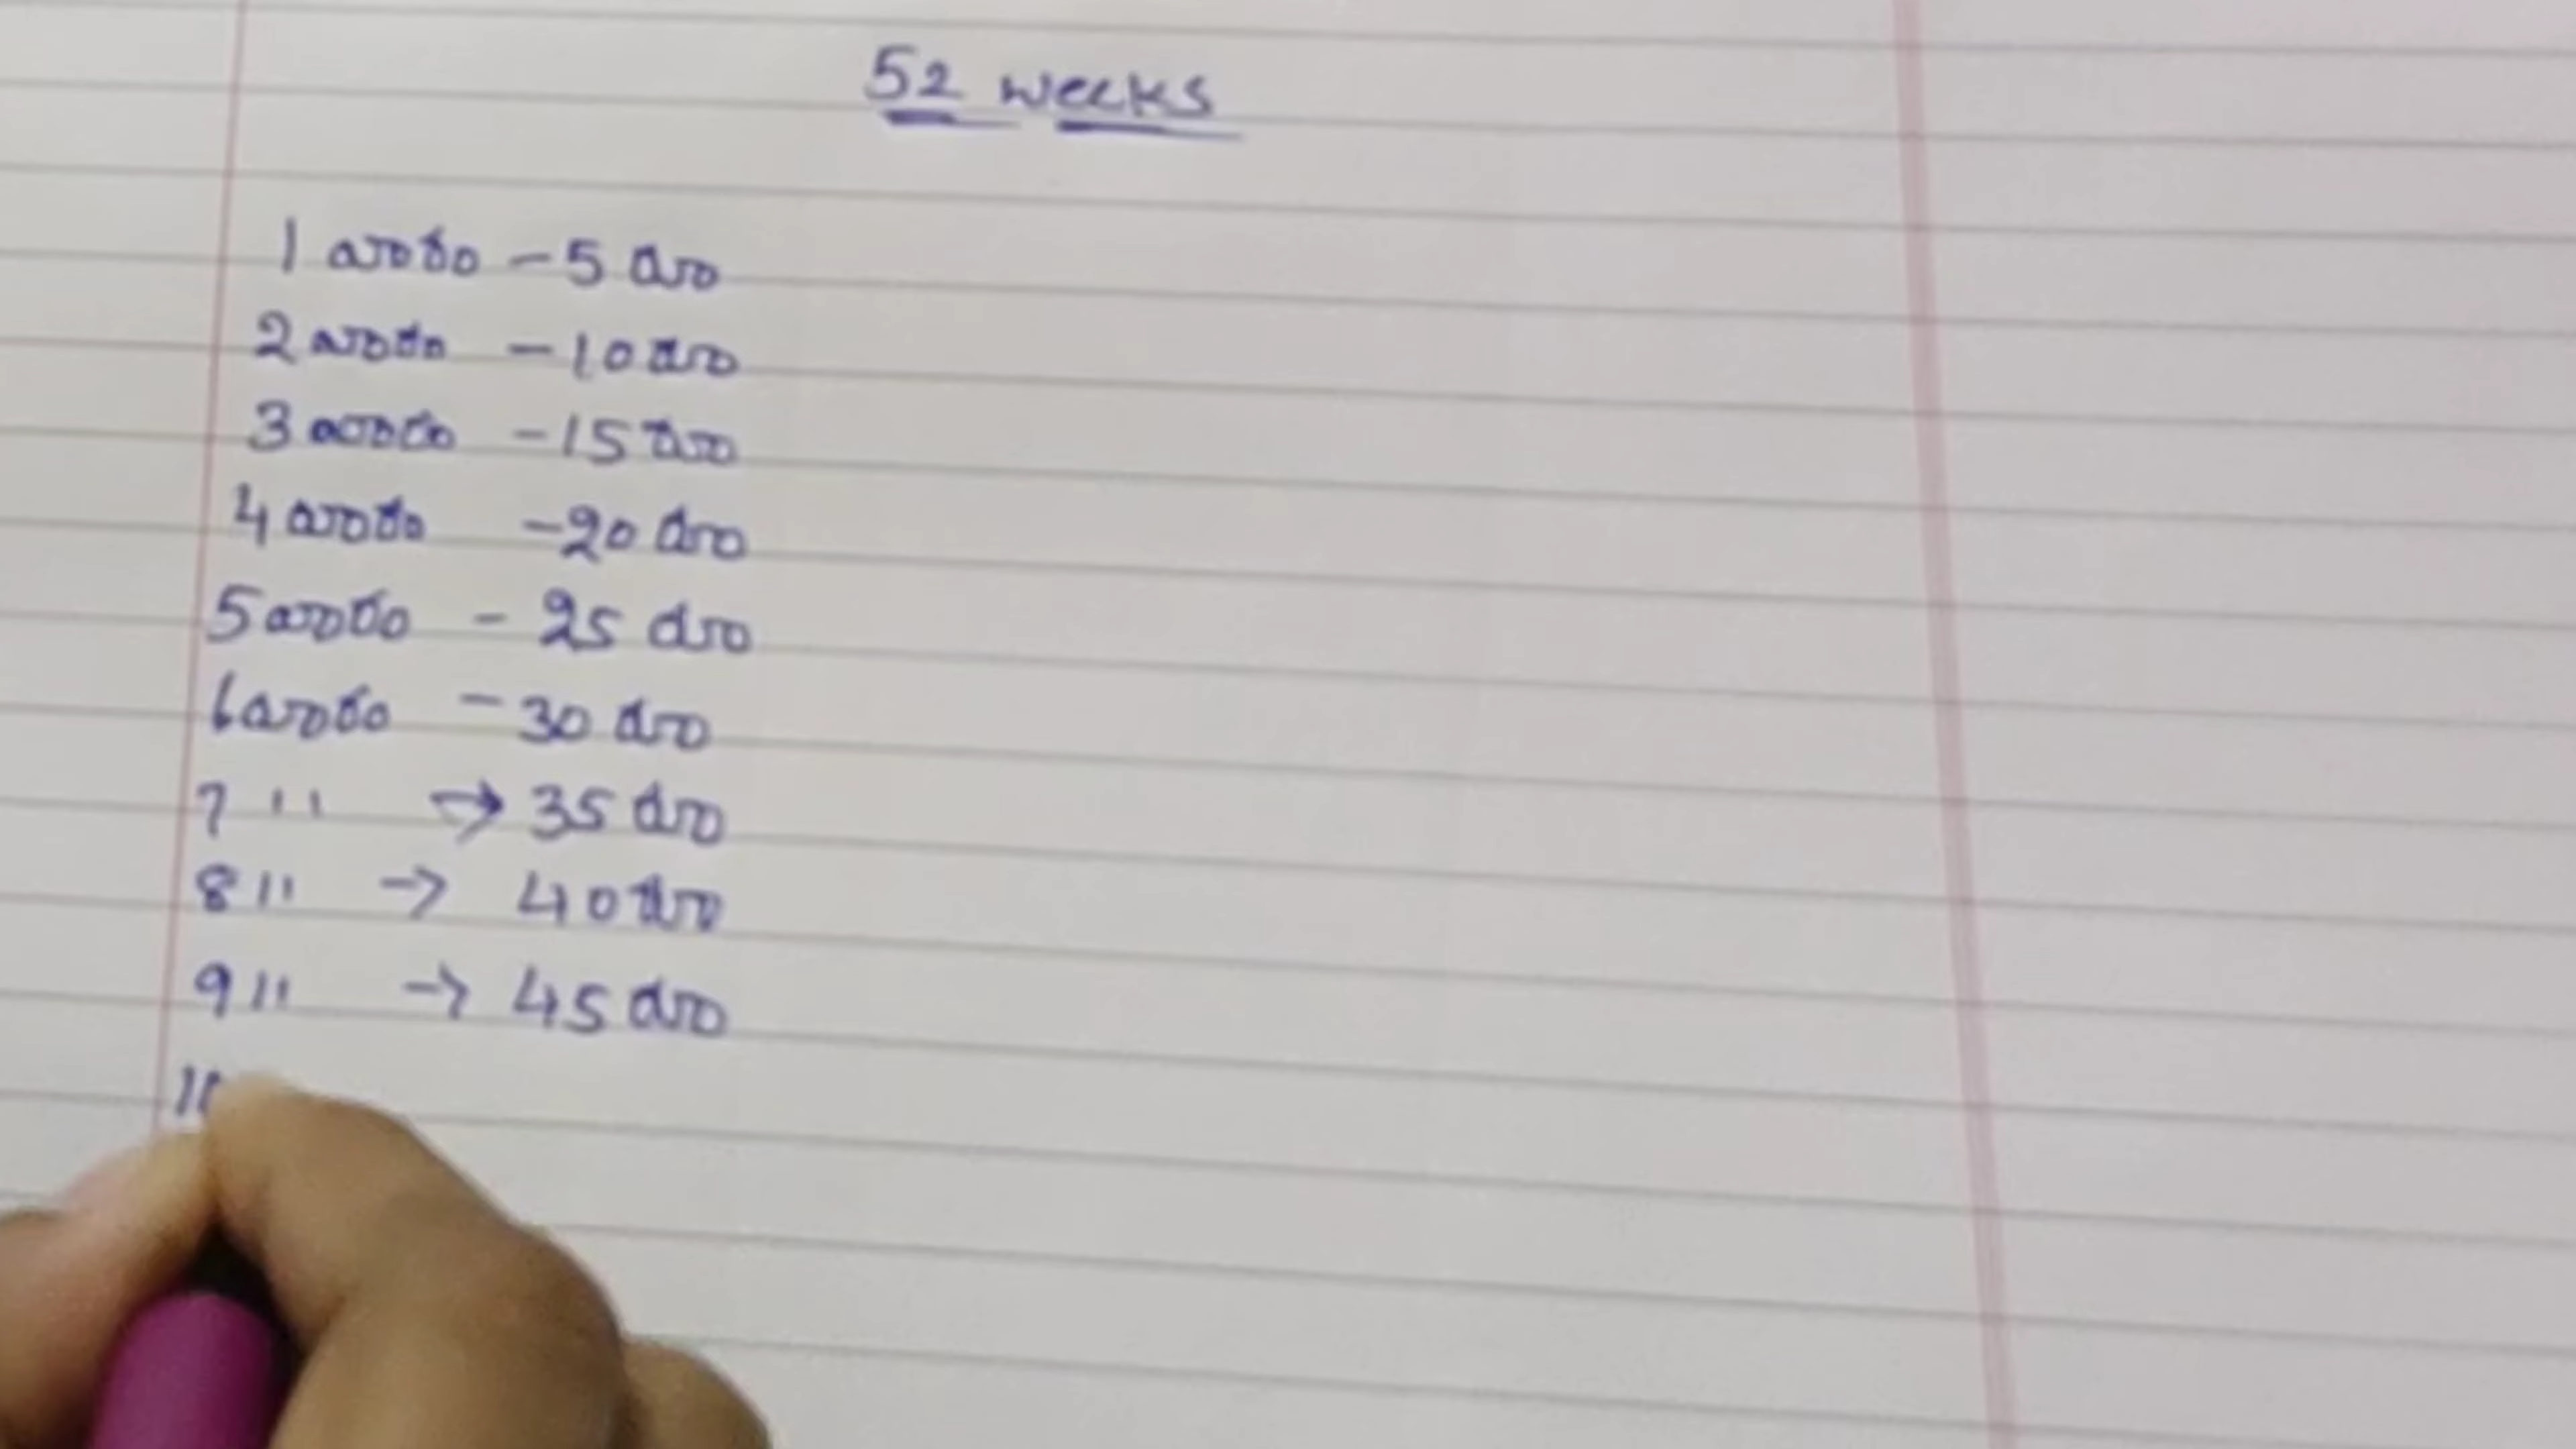 52 weeks
1 వారం - 5 రూ
2 వారం - 10 రూ
3 వారం - 15 రూ
4 వారం - 20 రూ
5 వారం - 25 రూ
6 వారం - 30 రూ
7 " → 35 రూ
8 " → 40 రూ
9 " → 45 రూ
10